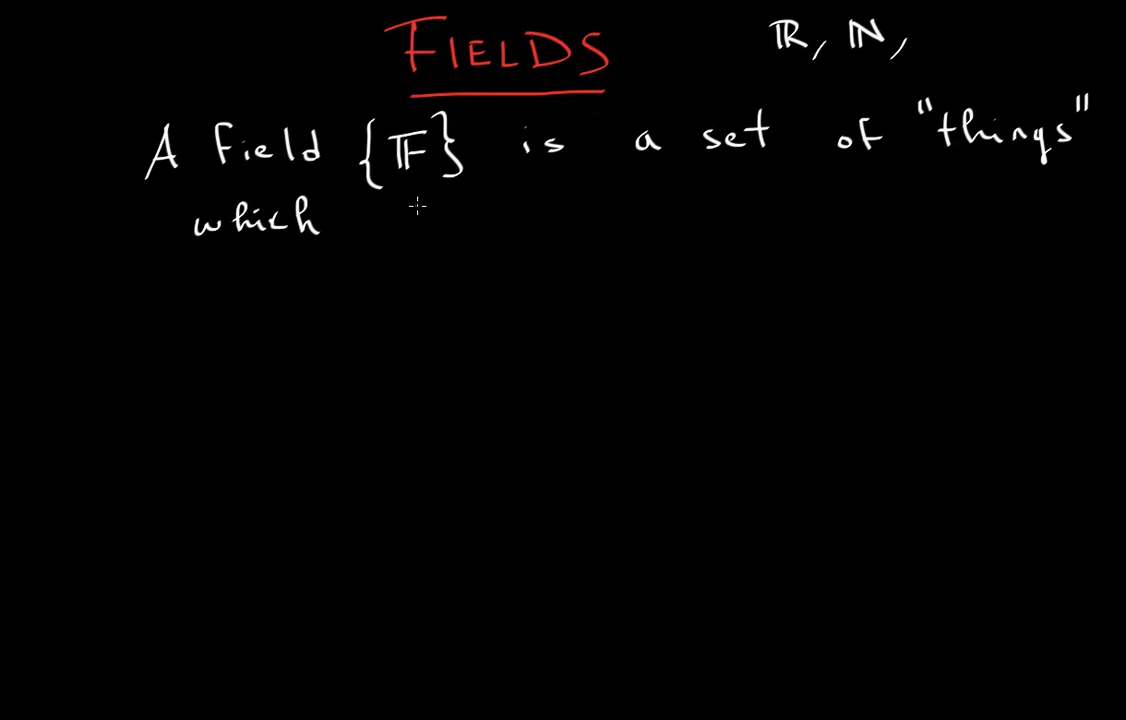 FIELDS
ℝ, ℕ,
A field {𝔽} is a set of "things"
which